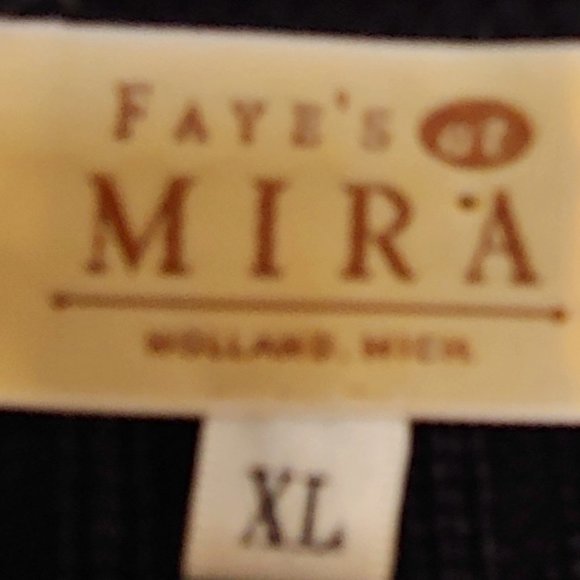 FAYE'S OF
MIRA
HOLLAND, MICH.
XL